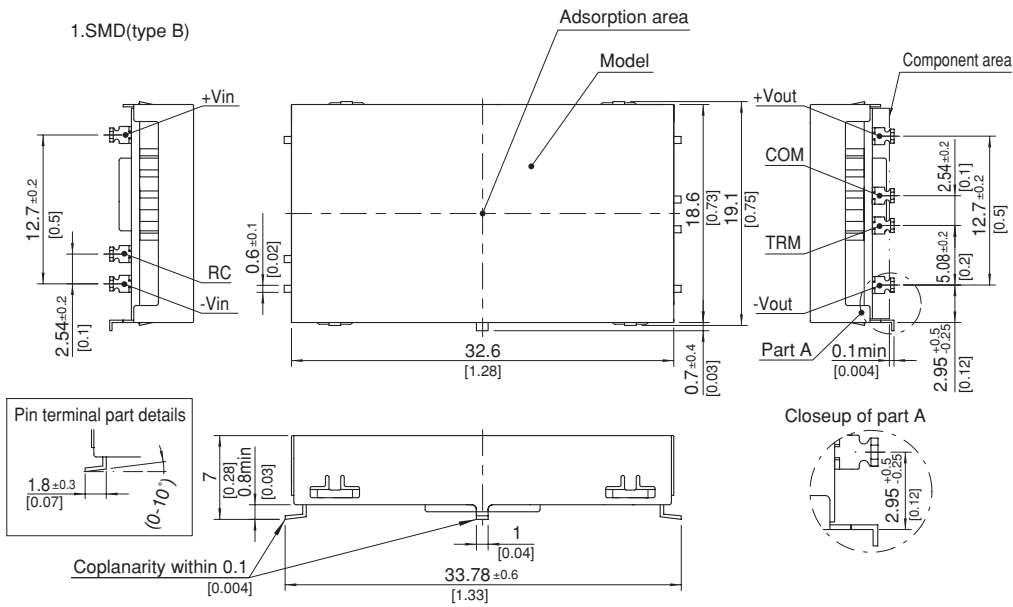 1.SMD(type B)
Adsorption area
Model
Component area
+Vin
12.7±0.2
[0.5]
RC
-Vin
2.54±0.2
[0.1]
0.6±0.1
[0.02]
18.6
[0.73]
19.1
[0.75]
32.6
[1.28]
0.7±0.4
[0.03]
+Vout
COM
TRM
-Vout
2.54±0.2
[0.1]
12.7±0.2
[0.5]
5.08±0.2
[0.2]
Part A
0.1min
[0.004]
2.95 +0.5 -0.25
[0.12]
Pin terminal part details
1.8±0.3
[0.07]
(0-10°)
7
[0.28]
0.8min
[0.03]
1
[0.04]
Coplanarity within 0.1
[0.004]
33.78±0.6
[1.33]
Closeup of part A
2.95 +0.5 -0.25
[0.12]